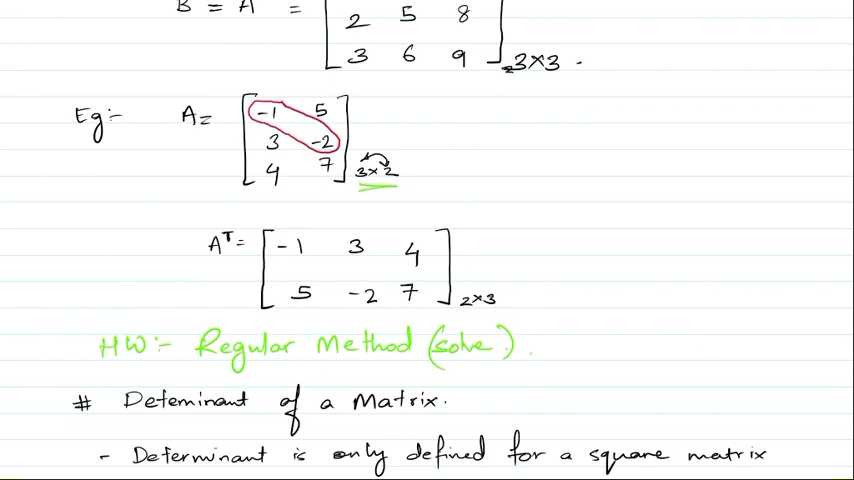 B = A =
2 5 8
3 6 9 3×3 .
Eg:- A= -1 5
3 -2
4 7 3×2
Aᵀ= -1 3 4
5 -2 7 2×3
HW:- Regular Method (solve).
# Deteminant of a Matrix.
- Determinant is only defined for a square matrix